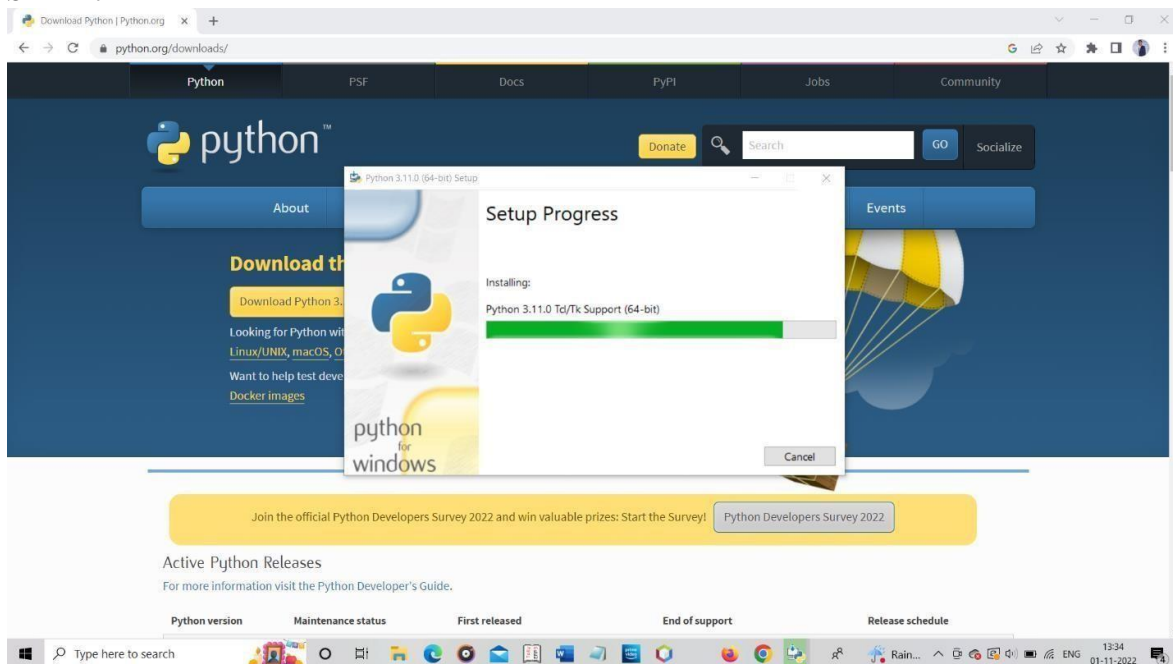 Download Python | Python.org
python.org/downloads/
Python PSF Docs PyPI Jobs Community
python™
Donate Search GO Socialize
Python 3.11.0 (64-bit) Setup
About Events
Setup Progress
Download th
Installing:
Download Python 3.
Python 3.11.0 Tcl/Tk Support (64-bit)
Looking for Python wit
Linux/UNIX, macOS, O
Want to help test deve
Docker images
python
for
windows
Cancel
Join the official Python Developers Survey 2022 and win valuable prizes: Start the Survey! Python Developers Survey 2022
Active Python Releases
For more information visit the Python Developer's Guide.
Python version Maintenance status First released End of support Release schedule
Type here to search Rain... ENG 13:34
01-11-2022